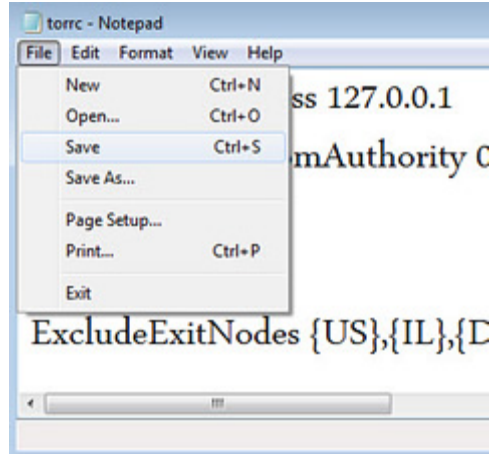 torrc - Notepad
File Edit Format View Help
New Ctrl+N
Open... Ctrl+O
Save Ctrl+S
Save As...
Page Setup...
Print... Ctrl+P
Exit
ss 127.0.0.1
mAuthority
ExcludeExitNodes {US},{IL},{D